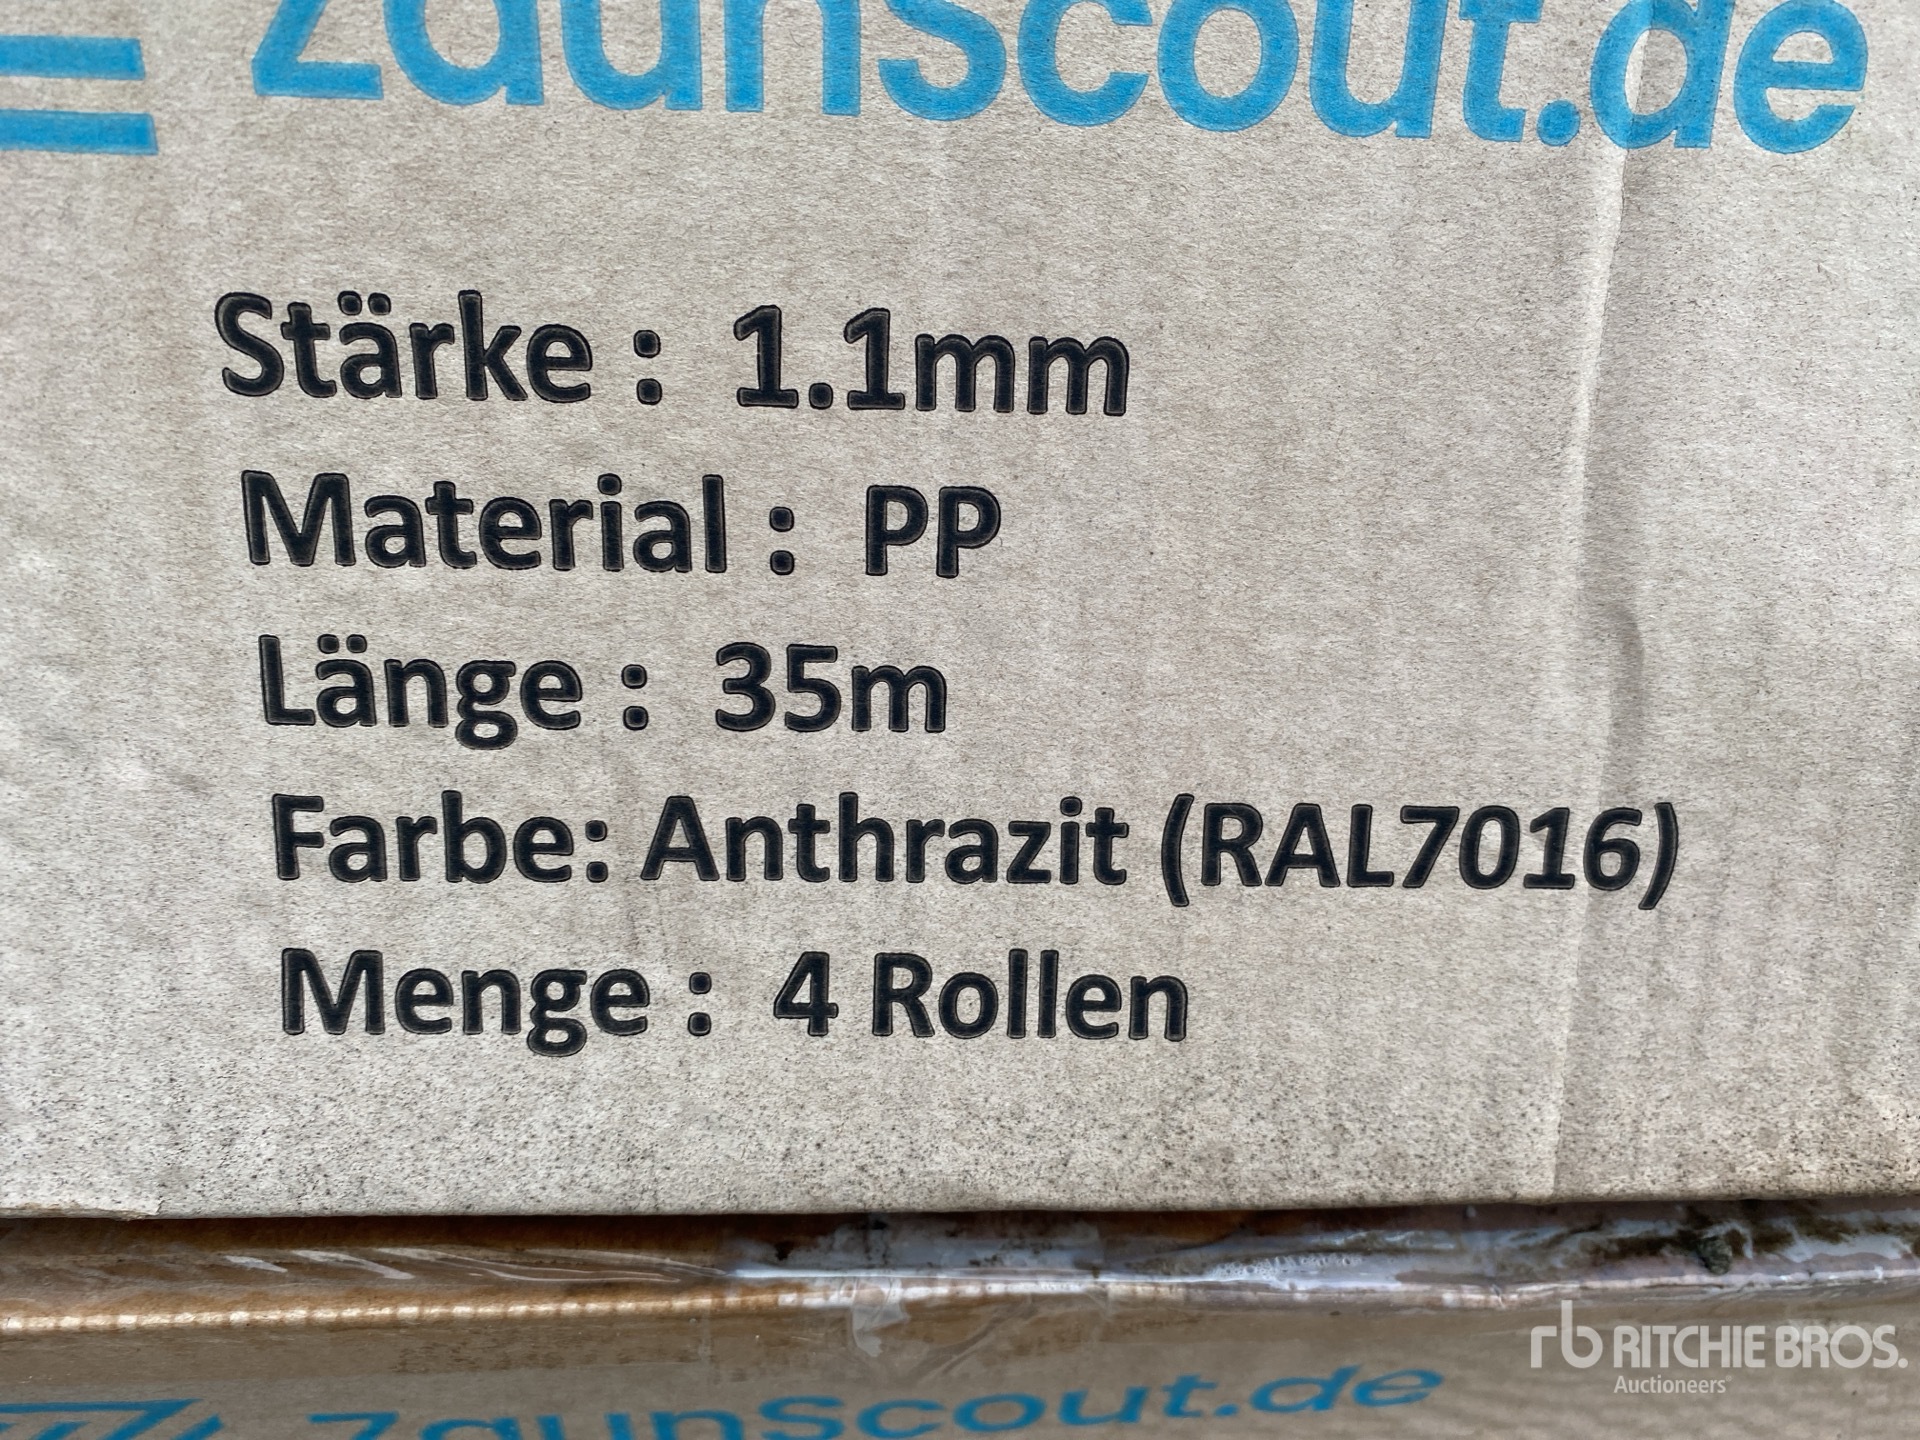 zaunscout.de
Stärke : 1.1mm
Material : PP
Länge : 35m
Farbe: Anthrazit (RAL7016)
Menge : 4 Rollen
zaunscout.de
rb RITCHIE BROS.
Auctioneers